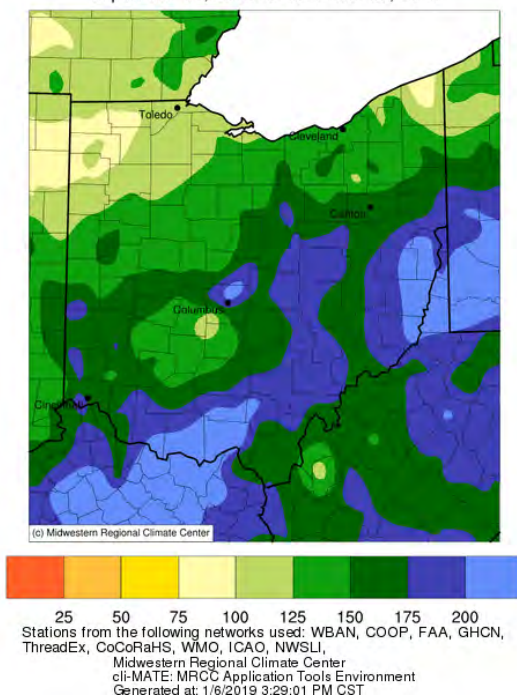 Toledo
Cleveland
Canton
Columbus
Cincinnati
(c) Midwestern Regional Climate Center
25 50 75 100 125 150 175 200
Stations from the following networks used: WBAN, COOP, FAA, GHCN,
ThreadEx, CoCoRaHS, WMO, ICAO, NWSLI,
Midwestern Regional Climate Center
cli-MATE: MRCC Application Tools Environment
Generated at: 1/6/2019 3:29:01 PM CST